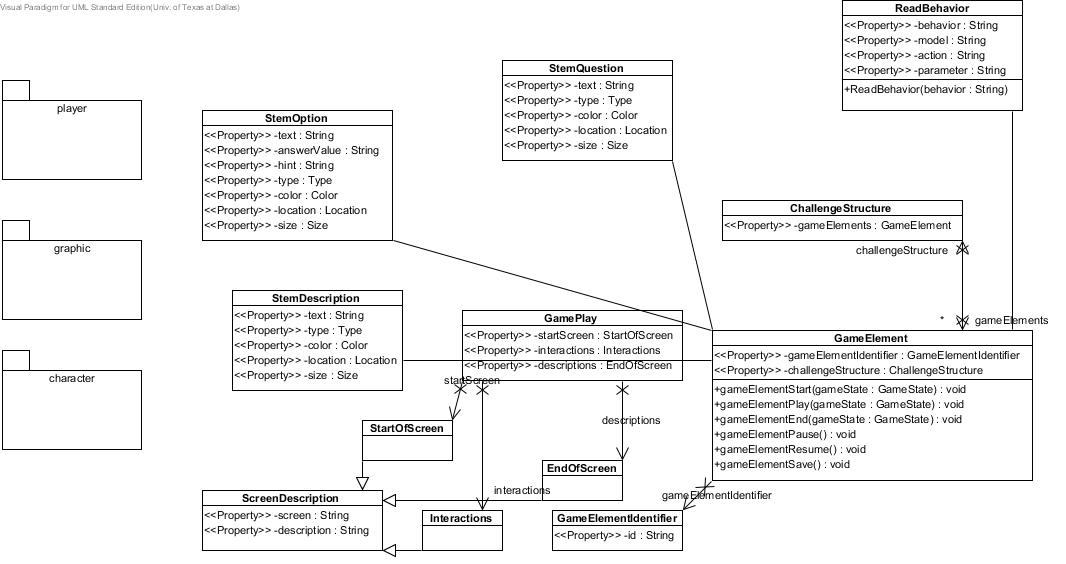 Visual Paradigm for UML Standard Edition(Univ. of Texas at Dallas)
ReadBehavior
<<Property>> -behavior : String
<<Property>> -model : String
<<Property>> -action : String
<<Property>> -parameter : String
+ReadBehavior(behavior : String)
StemQuestion
<<Property>> -text : String
<<Property>> -type : Type
<<Property>> -color : Color
<<Property>> -location : Location
<<Property>> -size : Size
player
StemOption
<<Property>> -text : String
<<Property>> -answerValue : String
<<Property>> -hint : String
<<Property>> -type : Type
<<Property>> -color : Color
<<Property>> -location : Location
<<Property>> -size : Size
ChallengeStructure
<<Property>> -gameElements : GameElement
challengeStructure
graphic
StemDescription
<<Property>> -text : String
<<Property>> -type : Type
<<Property>> -color : Color
<<Property>> -location : Location
<<Property>> -size : Size
GamePlay
<<Property>> -startScreen : StartOfScreen
<<Property>> -interactions : Interactions
<<Property>> -descriptions : EndOfScreen
* gameElements
GameElement
<<Property>> -gameElementIdentifier : GameElementIdentifier
<<Property>> -challengeStructure : ChallengeStructure
+gameElementStart(gameState : GameState) : void
+gameElementPlay(gameState : GameState) : void
+gameElementEnd(gameState : GameState) : void
+gameElementPause() : void
+gameElementResume() : void
+gameElementSave() : void
character
startScreen
StartOfScreen
descriptions
EndOfScreen
interactions
gameElementIdentifier
ScreenDescription
<<Property>> -screen : String
<<Property>> -description : String
Interactions
GameElementIdentifier
<<Property>> -id : String